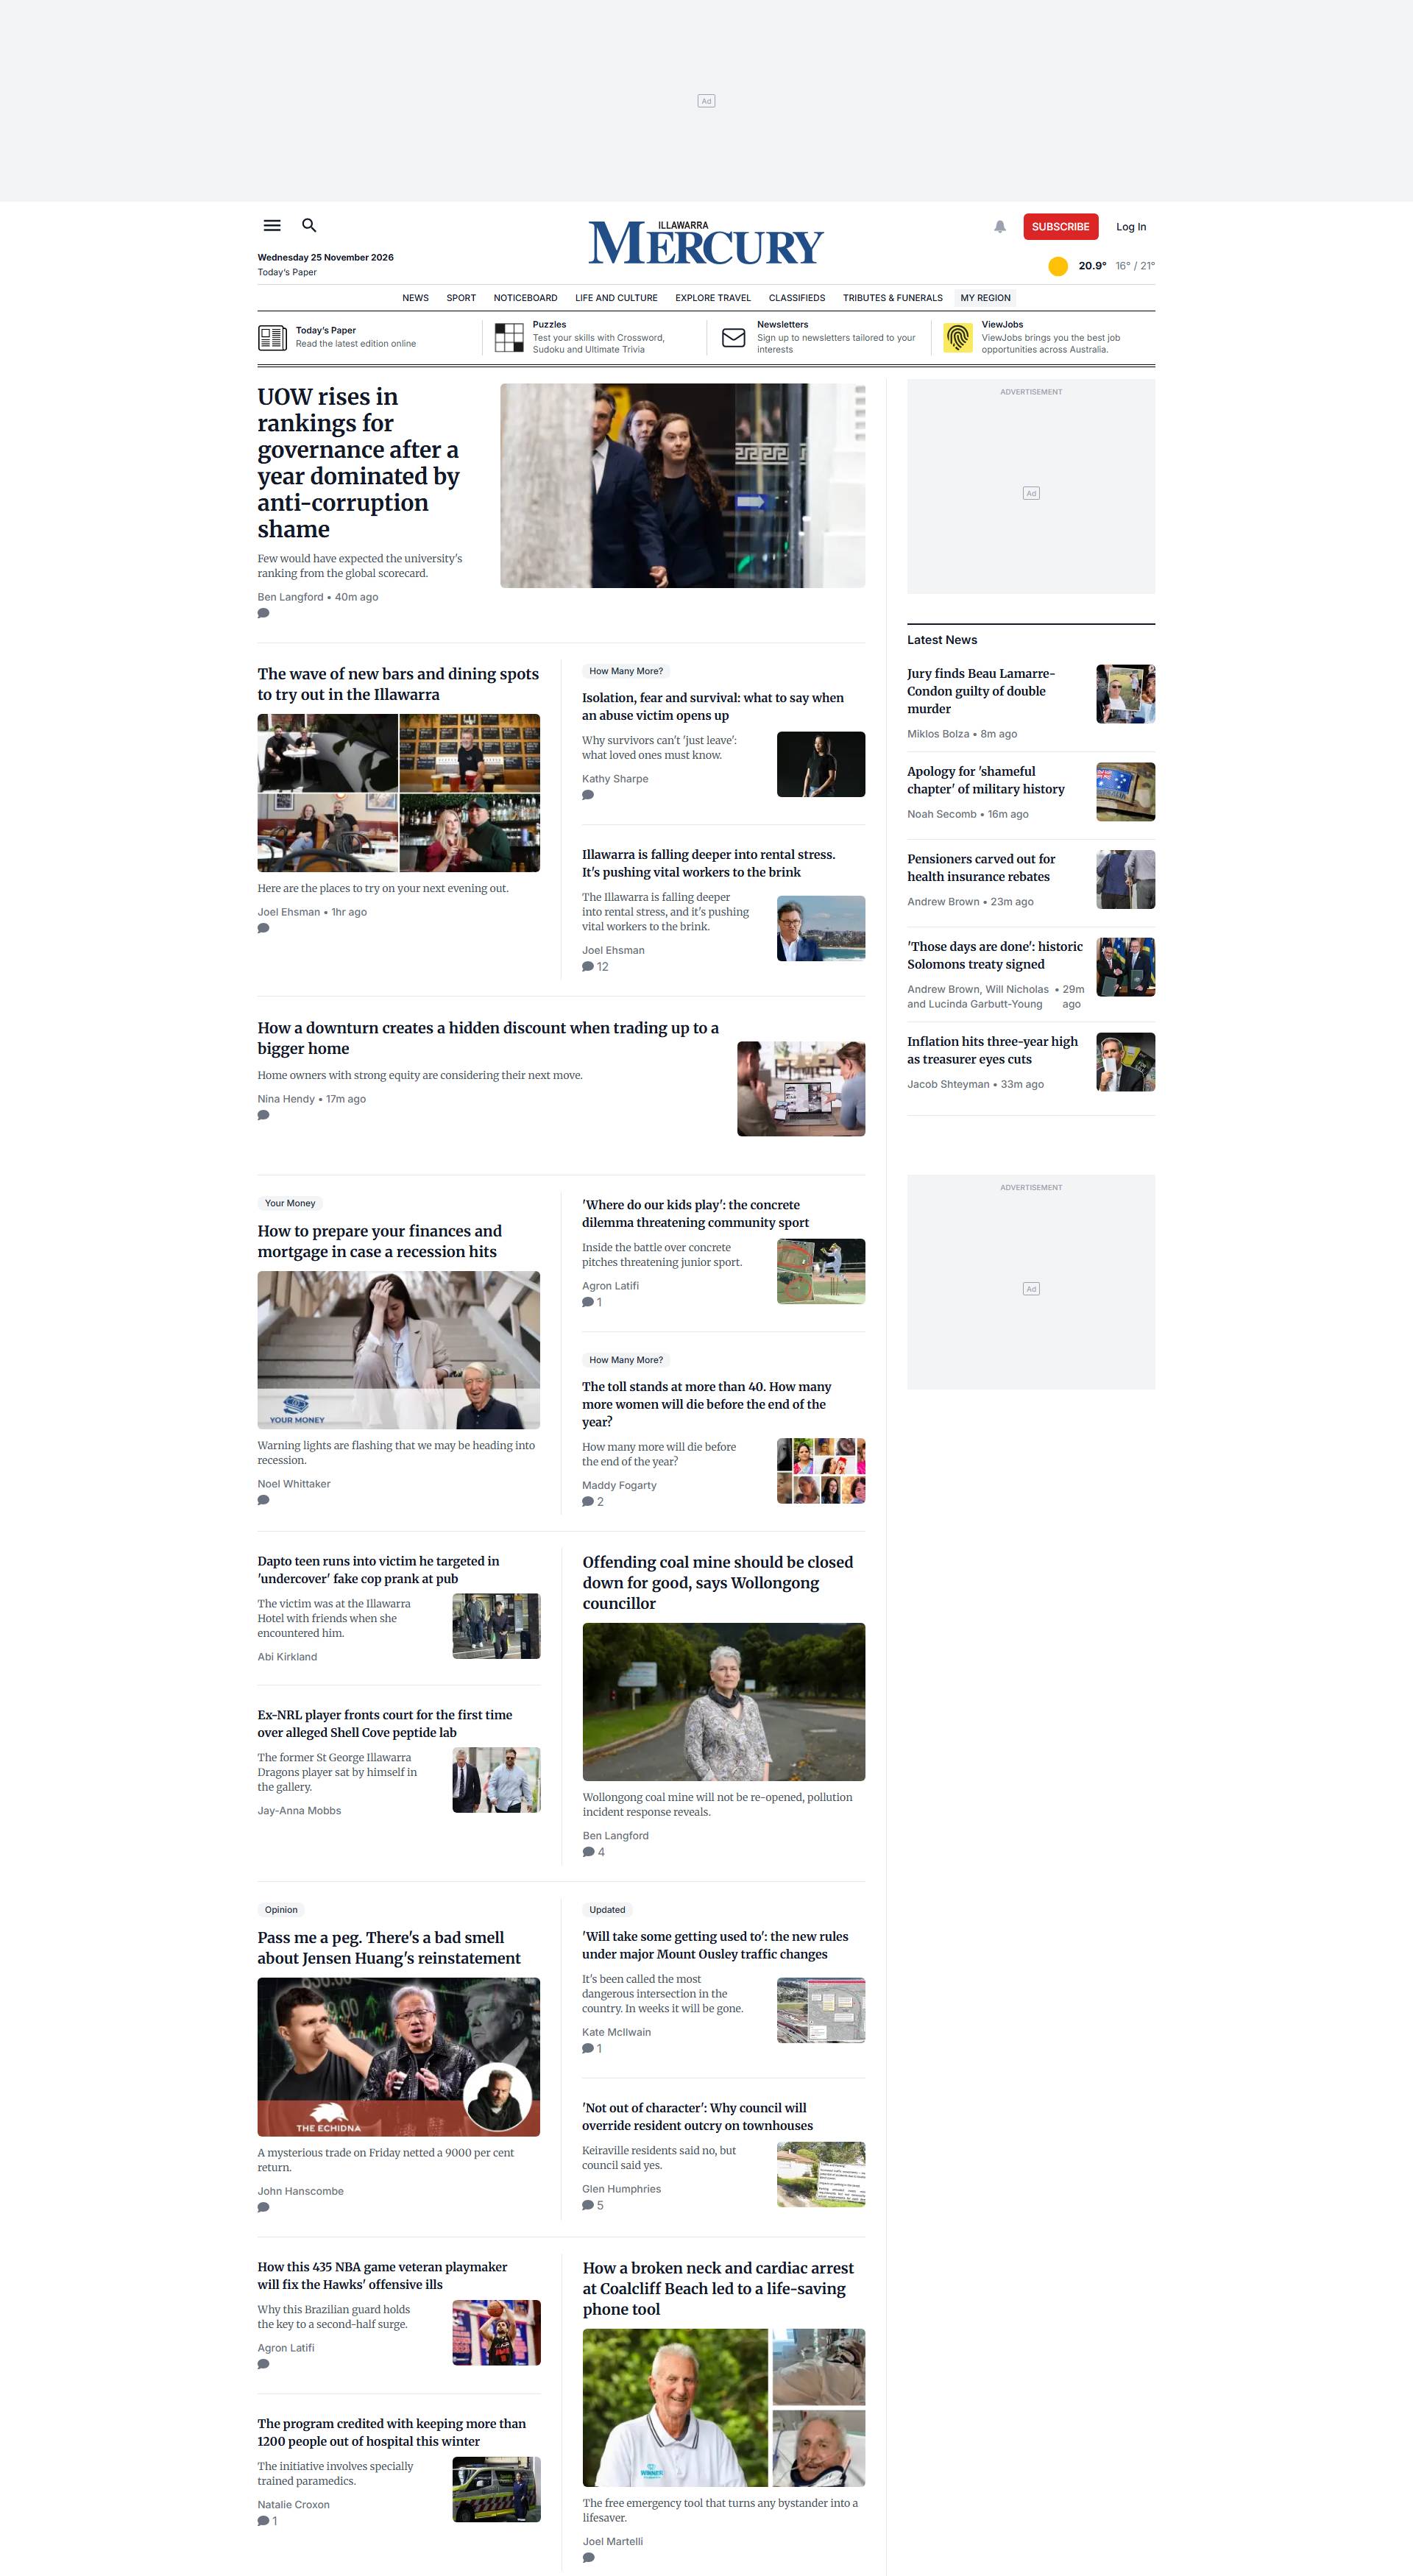 Ad
ILLAWARRA
MERCURY
SUBSCRIBE
Log In
Wednesday 25 November 2026
Today's Paper
20.9° 16° / 21°
NEWS SPORT NOTICEBOARD LIFE AND CULTURE EXPLORE TRAVEL CLASSIFIEDS TRIBUTES & FUNERALS MY REGION
Today's Paper
Read the latest edition online
Puzzles
Test your skills with Crossword,
Sudoku and Ultimate Trivia
Newsletters
Sign up to newsletters tailored to your
interests
ViewJobs
ViewJobs brings you the best job
opportunities across Australia.
UOW rises in
rankings for
governance after a
year dominated by
anti-corruption
shame
Few would have expected the university's
ranking from the global scorecard.
Ben Langford • 40m ago
The wave of new bars and dining spots
to try out in the Illawarra
Here are the places to try on your next evening out.
Joel Ehsman • 1hr ago
How Many More?
Isolation, fear and survival: what to say when
an abuse victim opens up
Why survivors can't 'just leave':
what loved ones must know.
Kathy Sharpe
Illawarra is falling deeper into rental stress.
It's pushing vital workers to the brink
The Illawarra is falling deeper
into rental stress, and it's pushing
vital workers to the brink.
Joel Ehsman
12
How a downturn creates a hidden discount when trading up to a
bigger home
Home owners with strong equity are considering their next move.
Nina Hendy • 17m ago
Your Money
How to prepare your finances and
mortgage in case a recession hits
YOUR MONEY
Warning lights are flashing that we may be heading into
recession.
Noel Whittaker
'Where do our kids play': the concrete
dilemma threatening community sport
Inside the battle over concrete
pitches threatening junior sport.
Agron Latifi
1
How Many More?
The toll stands at more than 40. How many
more women will die before the end of the
year?
How many more will die before
the end of the year?
Maddy Fogarty
2
Dapto teen runs into victim he targeted in
'undercover' fake cop prank at pub
The victim was at the Illawarra
Hotel with friends when she
encountered him.
Abi Kirkland
Ex-NRL player fronts court for the first time
over alleged Shell Cove peptide lab
The former St George Illawarra
Dragons player sat by himself in
the gallery.
Jay-Anna Mobbs
Offending coal mine should be closed
down for good, says Wollongong
councillor
Wollongong coal mine will not be re-opened, pollution
incident response reveals.
Ben Langford
4
Opinion
Pass me a peg. There's a bad smell
about Jensen Huang's reinstatement
THE ECHIDNA
A mysterious trade on Friday netted a 9000 per cent
return.
John Hanscombe
Updated
'Will take some getting used to': the new rules
under major Mount Ousley traffic changes
It's been called the most
dangerous intersection in the
country. In weeks it will be gone.
Kate McIlwain
1
'Not out of character': Why council will
override resident outcry on townhouses
Keiraville residents said no, but
council said yes.
Glen Humphries
5
How this 435 NBA game veteran playmaker
will fix the Hawks' offensive ills
Why this Brazilian guard holds
the key to a second-half surge.
Agron Latifi
The program credited with keeping more than
1200 people out of hospital this winter
The initiative involves specially
trained paramedics.
Natalie Croxon
1
How a broken neck and cardiac arrest
at Coalcliff Beach led to a life-saving
phone tool
WINNER
The free emergency tool that turns any bystander into a
lifesaver.
Joel Martelli
ADVERTISEMENT
Ad
Latest News
Jury finds Beau Lamarre-
Condon guilty of double
murder
Miklos Bolza • 8m ago
Apology for 'shameful
chapter' of military history
Noah Secomb • 16m ago
Pensioners carved out for
health insurance rebates
Andrew Brown • 23m ago
'Those days are done': historic
Solomons treaty signed
Andrew Brown, Will Nicholas • 29m
and Lucinda Garbutt-Young ago
Inflation hits three-year high
as treasurer eyes cuts
Jacob Shteyman • 33m ago
ADVERTISEMENT
Ad